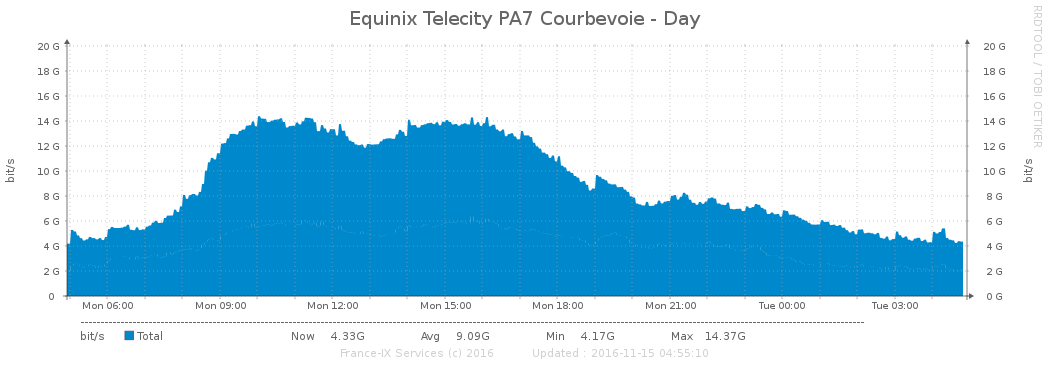 Equinix Telecity PA7 Courbevoie - Day
RRDTOOL / TOBI OETIKER
20 G 20 G
18 G 18 G
16 G 16 G
14 G 14 G
12 G 12 G
10 G 10 G
8 G 8 G
6 G 6 G
4 G 4 G
2 G 2 G
0 0 G
bit/s
bit/s
Mon 06:00 Mon 09:00 Mon 12:00 Mon 15:00 Mon 18:00 Mon 21:00 Tue 00:00 Tue 03:00
bit/s Total Now 4.33G Avg 9.09G Min 4.17G Max 14.37G
France-IX Services (c) 2016 Updated : 2016-11-15 04:55:10